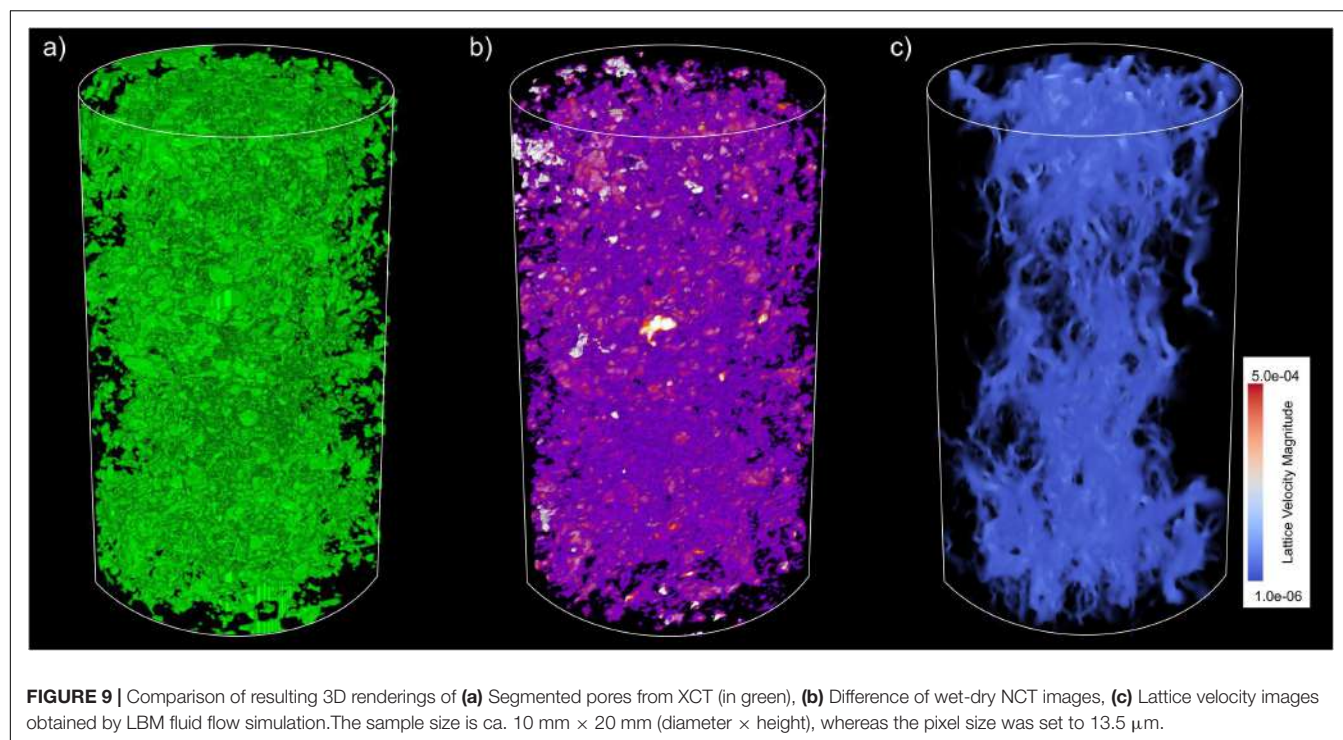 a)
b)
c)
5.0e-04
Lattice Velocity Magnitude
1.0e-06
FIGURE 9 | Comparison of resulting 3D renderings of (a) Segmented pores from XCT (in green), (b) Difference of wet-dry NCT images, (c) Lattice velocity images
obtained by LBM fluid flow simulation.The sample size is ca. 10 mm × 20 mm (diameter × height), whereas the pixel size was set to 13.5 μm.